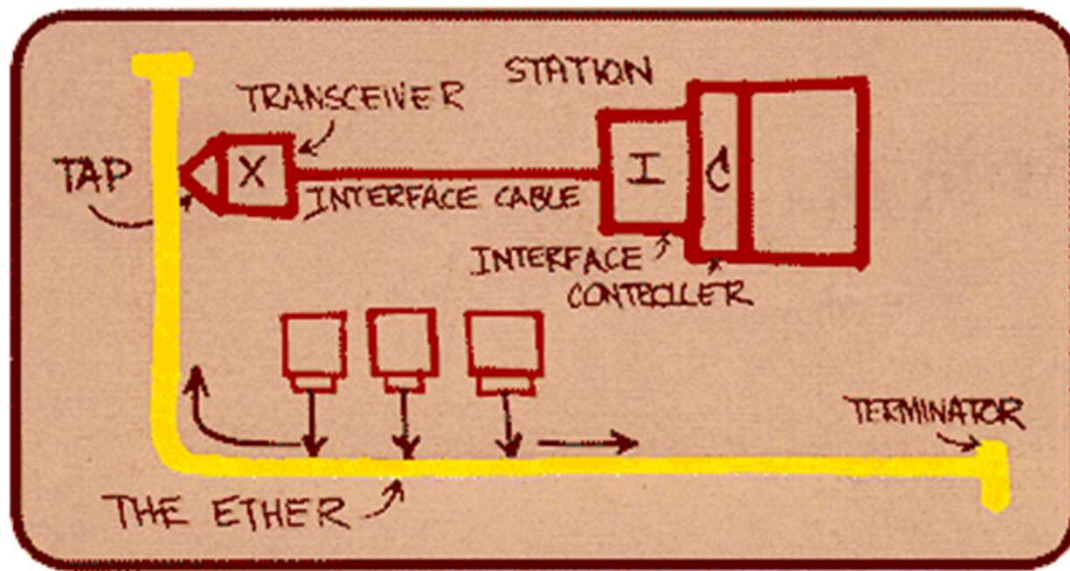 STATION
TRANSCEIVER
TAP
X
I
C
INTERFACE CABLE
INTERFACE
CONTROLLER
TERMINATOR
THE ETHER